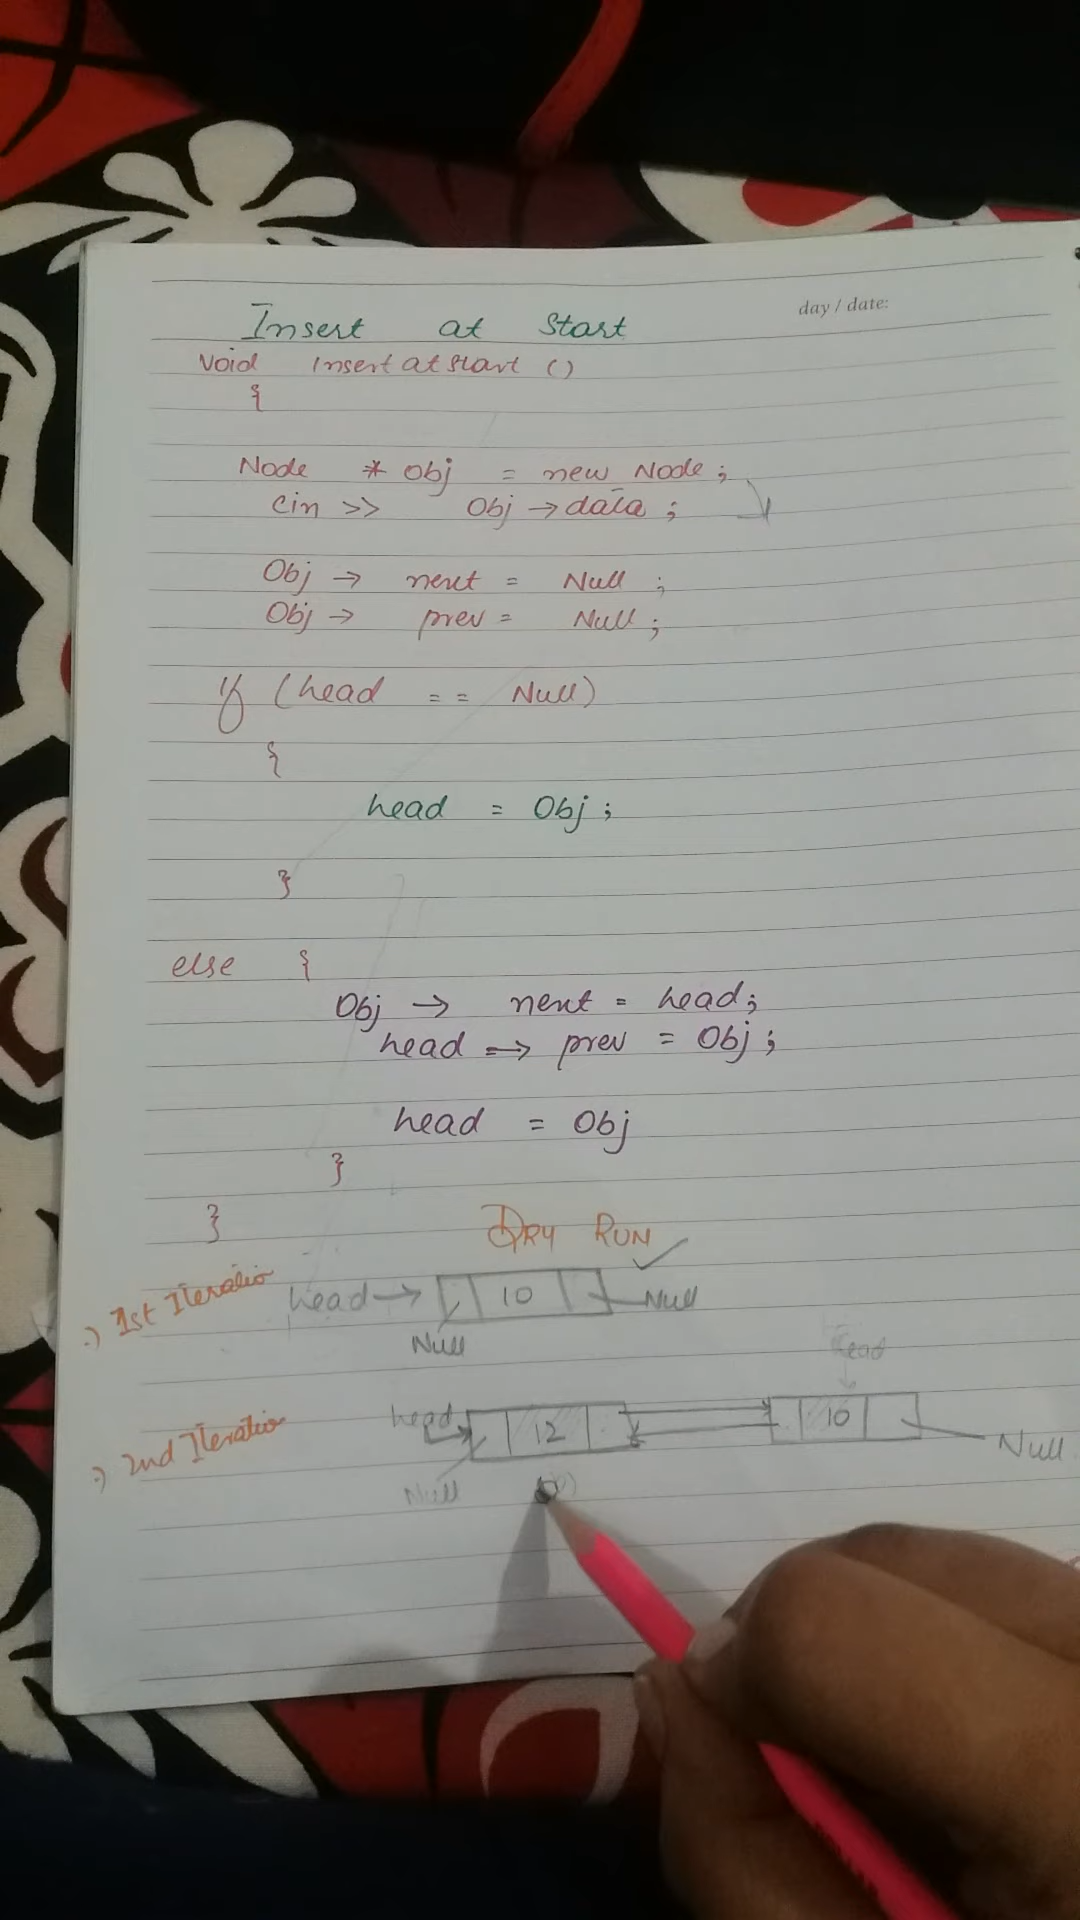 day / date:
Insert at Start
Void Insert at start ()
{
Node * Obj = new Node ;
Cin >> Obj → data ;
Obj → next = Null ;
Obj → prev = Null ;
If (head == Null)
{
head = Obj ;
}
else {
Obj → next = head ;
head → prev = Obj ;
head = Obj
}
}
DRY RUN
:) 1st Iteratio head → 10 Null
Null
head
:) 2nd Iteratio head 12 10 Null
Null